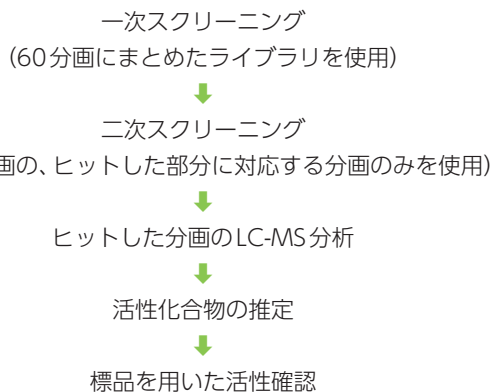 一次スクリーニング
(60分画にまとめたライブラリを使用)
二次スクリーニング
画の、ヒットした部分に対応する分画のみを使用)
ヒットした分画のLC-MS分析
活性化合物の推定
標品を用いた活性確認